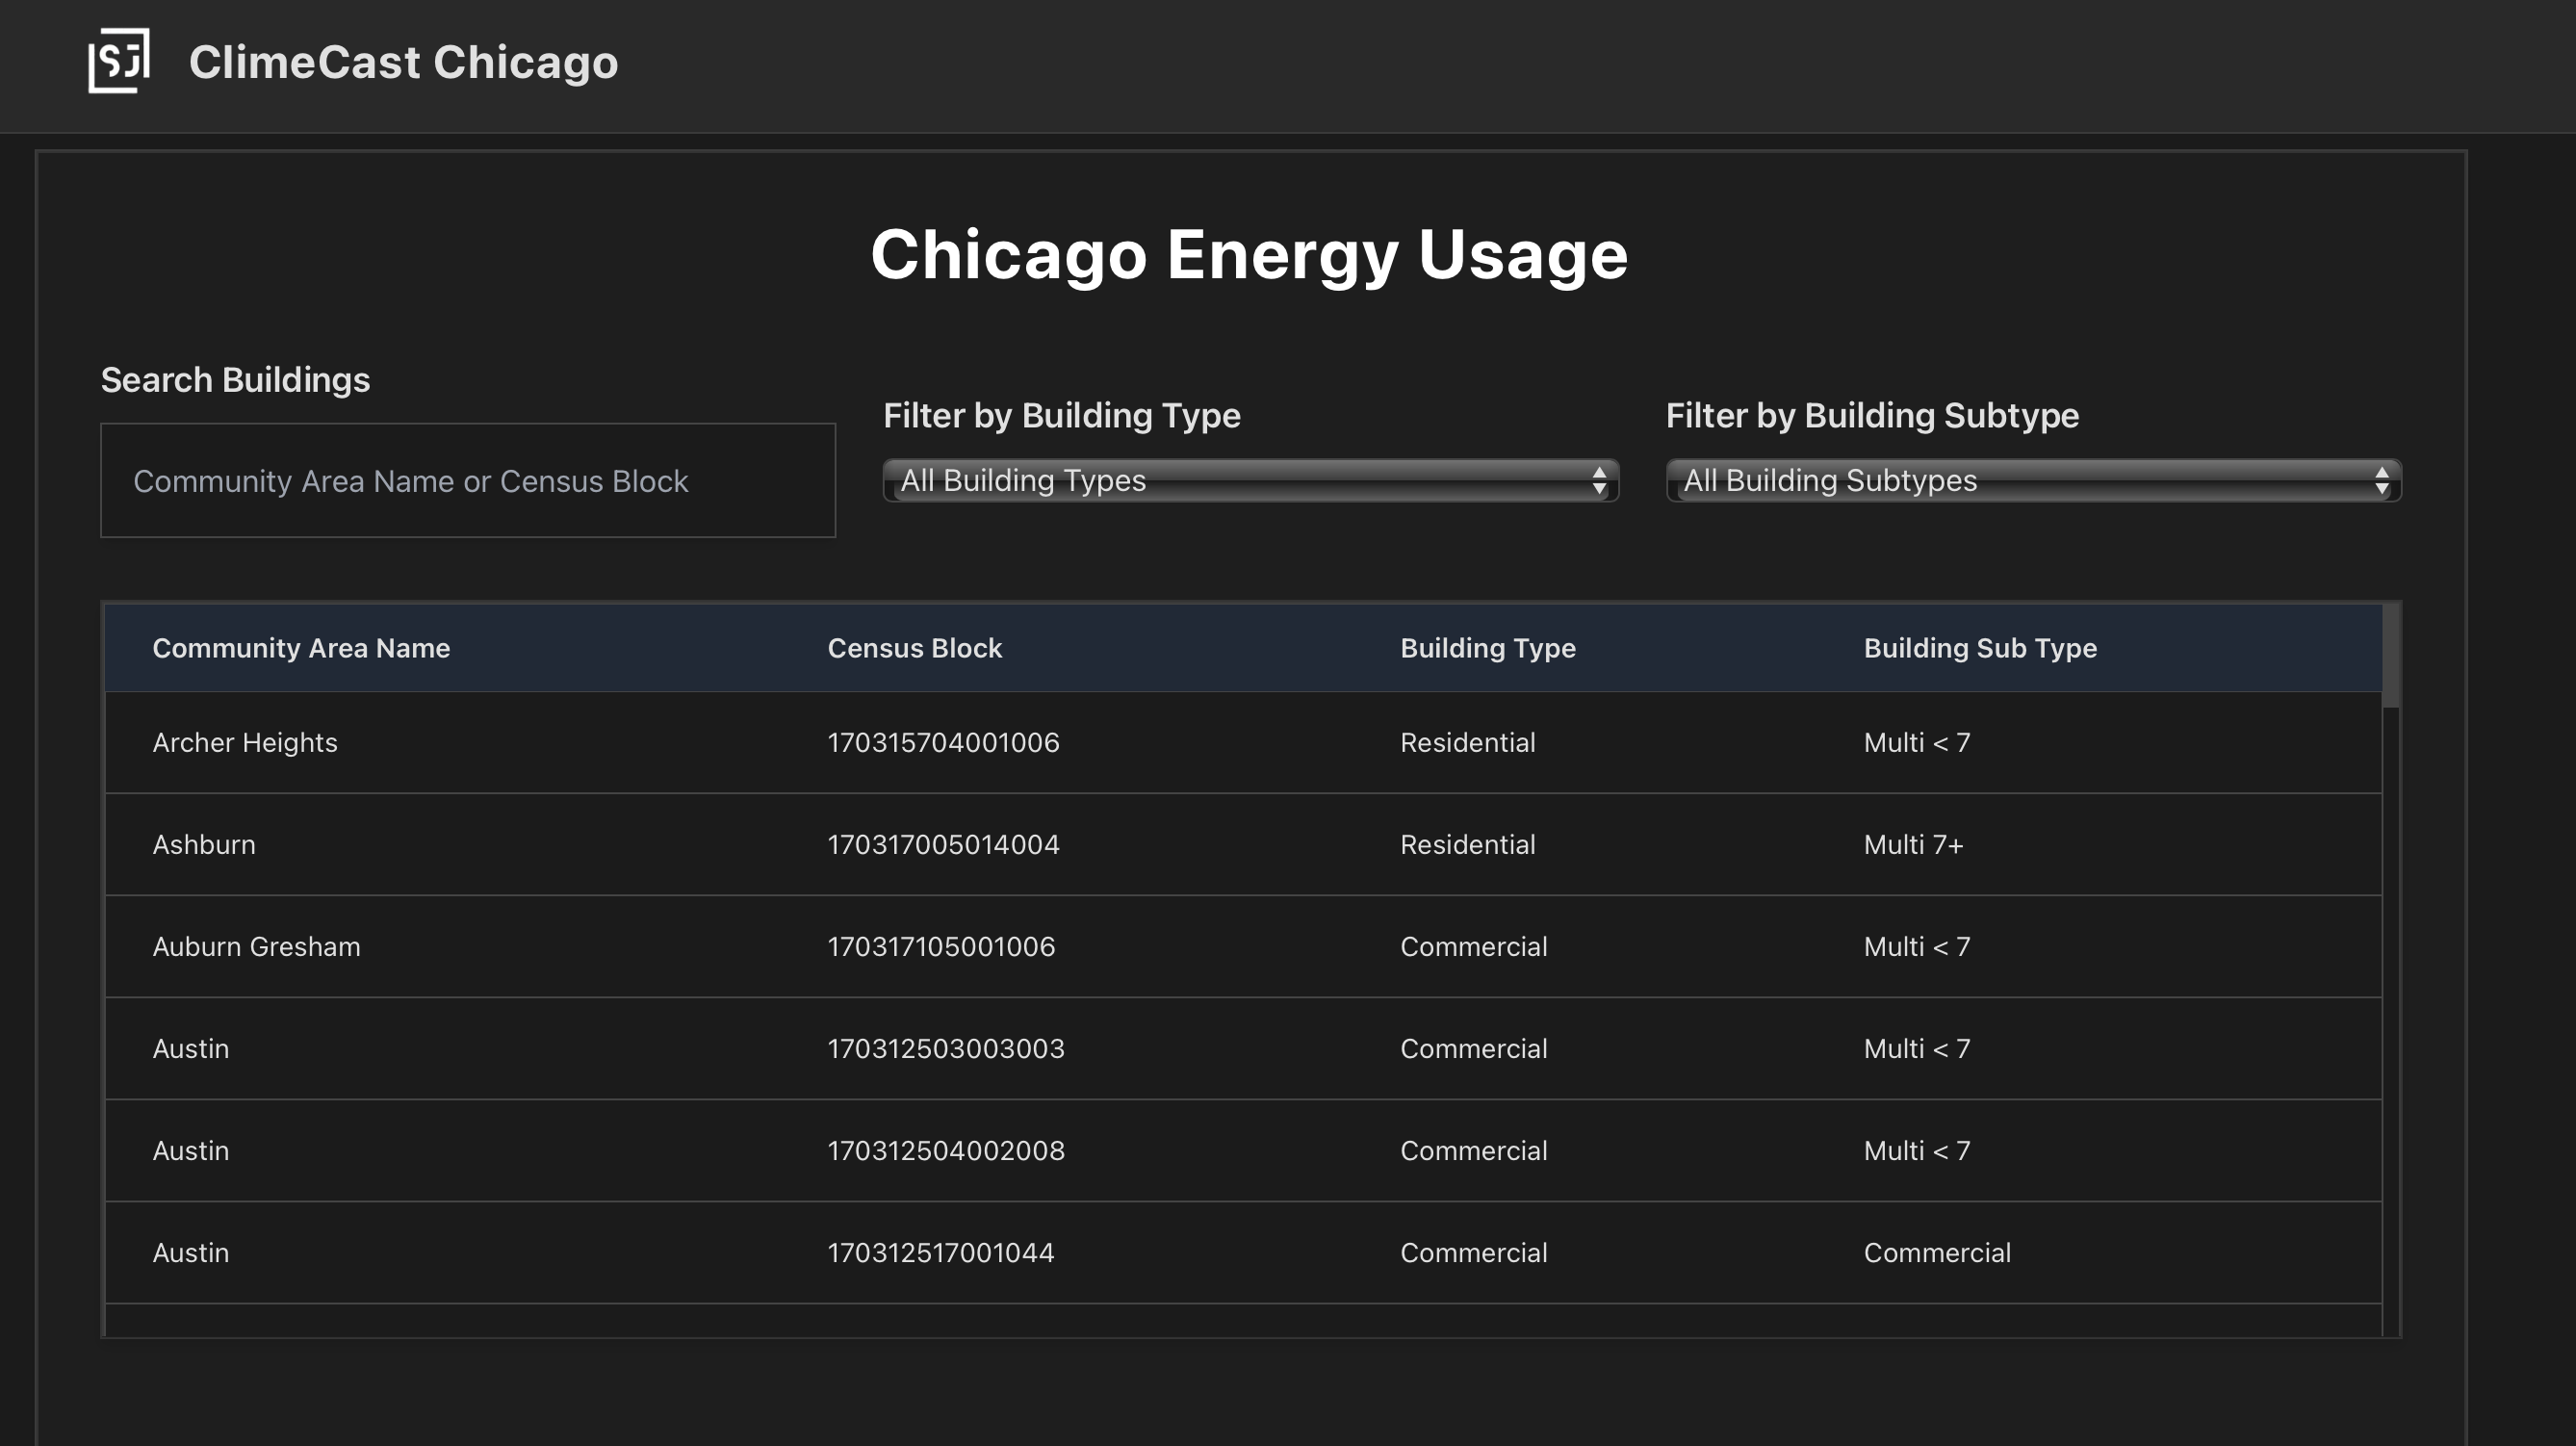 SJ ClimeCast Chicago
Chicago Energy Usage
Search Buildings
Community Area Name or Census Block
Filter by Building Type
All Building Types
Filter by Building Subtype
All Building Subtypes
Community Area Name Census Block Building Type Building Sub Type
Archer Heights 170315704001006 Residential Multi < 7
Ashburn 170317005014004 Residential Multi 7+
Auburn Gresham 170317105001006 Commercial Multi < 7
Austin 170312503003003 Commercial Multi < 7
Austin 170312504002008 Commercial Multi < 7
Austin 170312517001044 Commercial Commercial